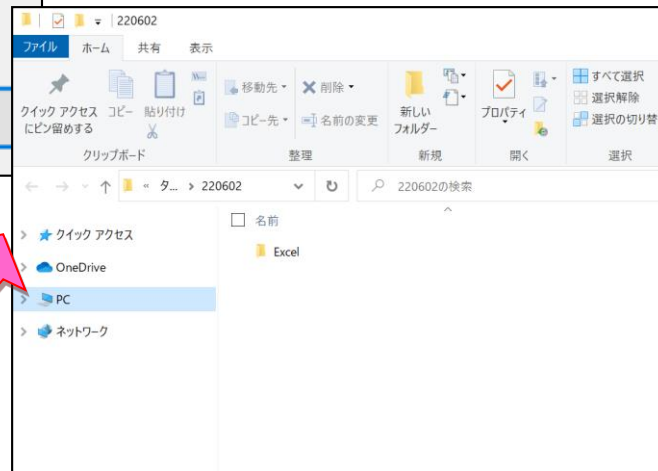 220602
ファイル ホーム 共有 表示
クイック アクセス
にピン留めする
コピー 貼り付け
クリップボード
移動先 削除
コピー先 名前の変更
整理
新しい
フォルダー
新規
プロパティ
開く
すべて選択
選択解除
選択の切り替
選択
« タ... > 220602
220602の検索
名前
Excel
クイック アクセス
OneDrive
PC
ネットワーク